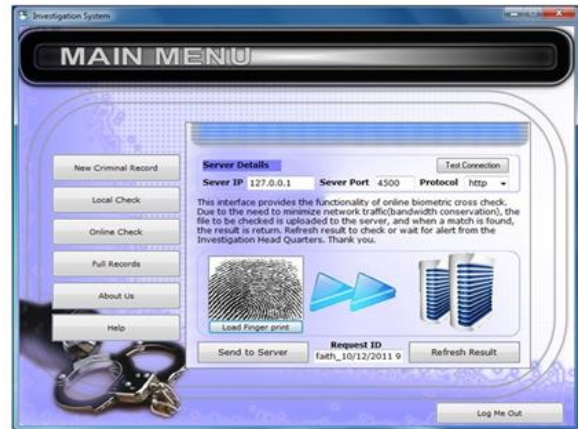 Investigation System
MAIN MENU
New Criminal Record
Local Check
Online Check
Full Records
About Us
Help
Server Details
Test Connection
Sever IP 127.0.0.1 Sever Port 4500 Protocol http
This interface provides the functionality of online biometric cross check.
Due to the need to minimize network traffic(bandwidth conservation), the
file to be checked is uploaded to the server, and when a match is found,
the result is return. Refresh result to check or wait for alert from the
Investigation Head Quarters. Thank you.
Load Finger print
Send to Server
Request ID
faith_10/12/2011 9
Refresh Result
Log Me Out